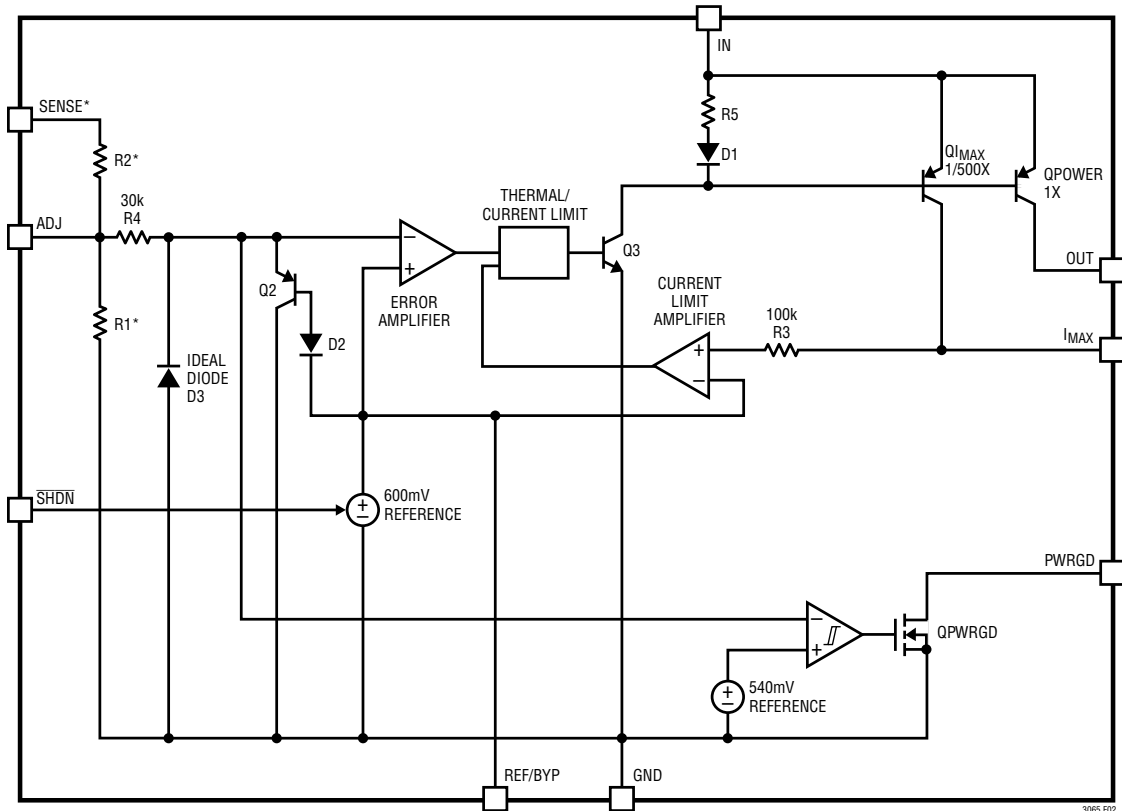 IN
SENSE*
R2*
R5
D1
QIMAX
1/500X
QPOWER
1X
30k
R4
ADJ
THERMAL/
CURRENT LIMIT
Q3
OUT
−
+
ERROR
AMPLIFIER
Q2
D2
R1*
CURRENT
LIMIT
AMPLIFIER
100k
R3
+
−
IMAX
IDEAL
DIODE
D3
SHDN
+
−
600mV
REFERENCE
PWRGD
−
+
QPWRGD
+
−
540mV
REFERENCE
REF/BYP
GND
3065 F02